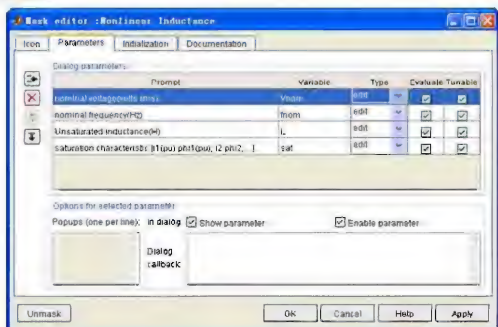 Mask editor :Nonlinear Inductance
Icon Parameters Initialization Documentation
Dialog parameters
Prompt Variable Type Evaluate Tunable
nominal voltage(volts rms) Vnom edit
nominal frequency(Hz) fnom edit
Unsaturated inductance(H) L edit
saturation characteristic [i1(pu) phi1(pu); i2 phi2; sat edit
Options for selected parameter
Popups (one per line): In dialog Show parameter Enable parameter
Dialog
callback:
Unmask OK Cancel Help Apply